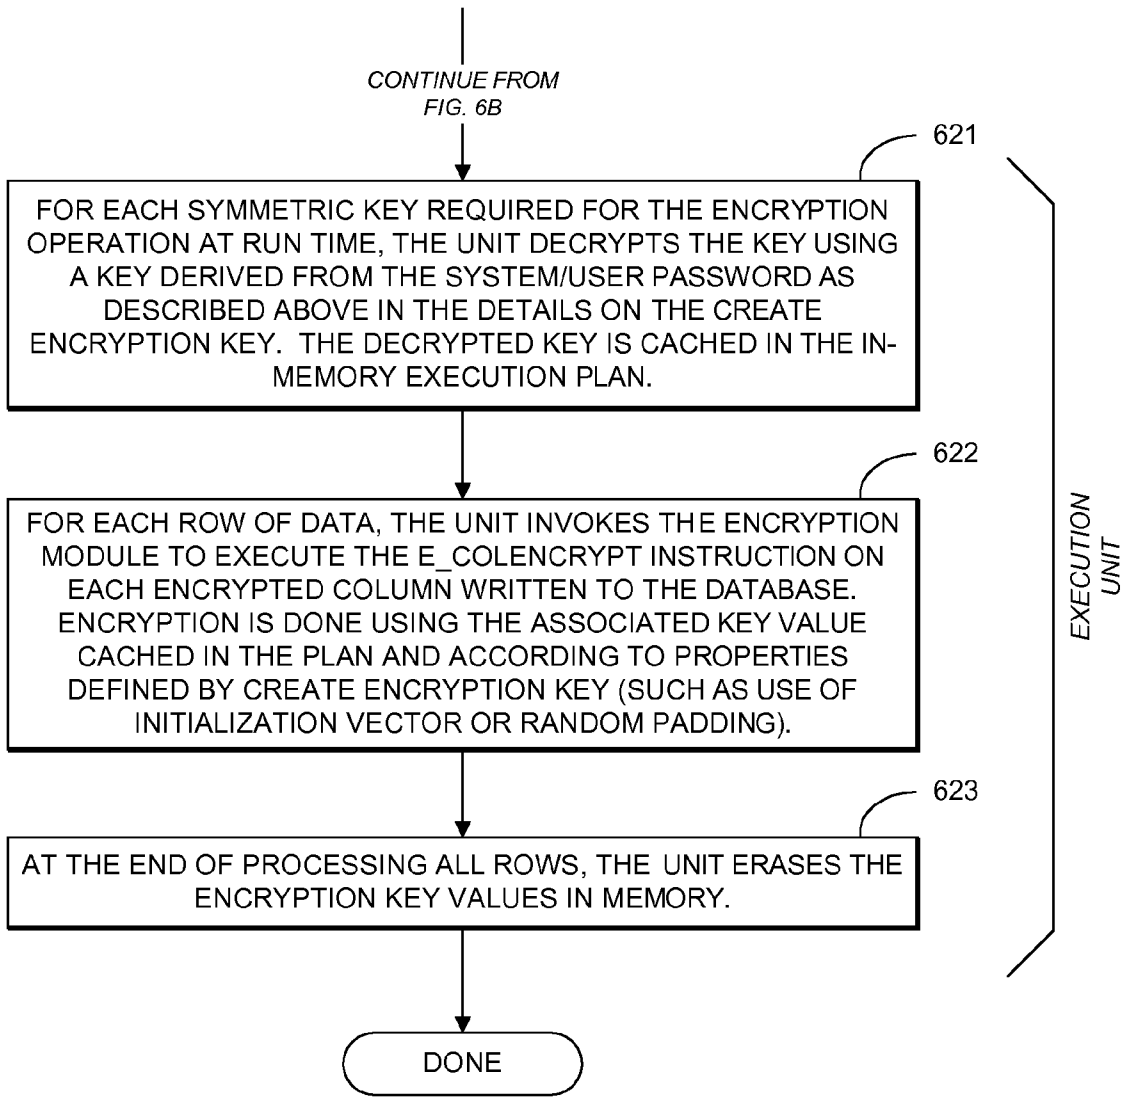 CONTINUE FROM
FIG. 6B
621
FOR EACH SYMMETRIC KEY REQUIRED FOR THE ENCRYPTION
OPERATION AT RUN TIME, THE UNIT DECRYPTS THE KEY USING
A KEY DERIVED FROM THE SYSTEM/USER PASSWORD AS
DESCRIBED ABOVE IN THE DETAILS ON THE CREATE
ENCRYPTION KEY. THE DECRYPTED KEY IS CACHED IN THE IN-
MEMORY EXECUTION PLAN.
622
FOR EACH ROW OF DATA, THE UNIT INVOKES THE ENCRYPTION
MODULE TO EXECUTE THE E_COLENCRYPT INSTRUCTION ON
EACH ENCRYPTED COLUMN WRITTEN TO THE DATABASE.
ENCRYPTION IS DONE USING THE ASSOCIATED KEY VALUE
CACHED IN THE PLAN AND ACCORDING TO PROPERTIES
DEFINED BY CREATE ENCRYPTION KEY (SUCH AS USE OF
INITIALIZATION VECTOR OR RANDOM PADDING).
EXECUTION
UNIT
623
AT THE END OF PROCESSING ALL ROWS, THE UNIT ERASES THE
ENCRYPTION KEY VALUES IN MEMORY.
DONE